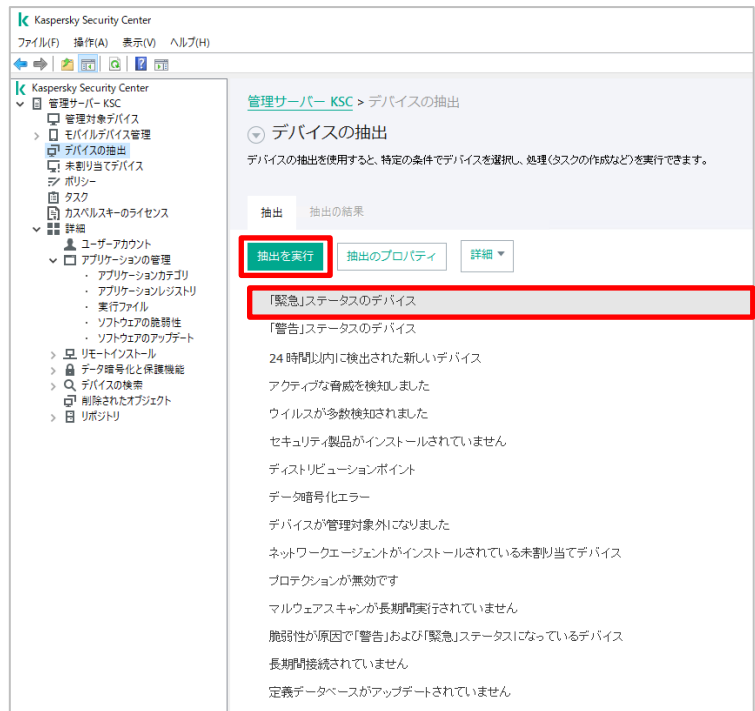 Kaspersky Security Center
ファイル(F) 操作(A) 表示(V) ヘルプ(H)
Kaspersky Security Center
管理サーバー KSC
管理対象デバイス
モバイルデバイス管理
デバイスの抽出
未割り当てデバイス
ポリシー
タスク
カスペルスキーのライセンス
詳細
ユーザーアカウント
アプリケーションの管理
・ アプリケーションカテゴリ
・ アプリケーションレジストリ
・ 実行ファイル
・ ソフトウェアの脆弱性
・ ソフトウェアのアップデート
リモートインストール
データ暗号化と保護機能
デバイスの検索
削除されたオブジェクト
リポジトリ
管理サーバー KSC > デバイスの抽出
デバイスの抽出
デバイスの抽出を使用すると、特定の条件でデバイスを選択し、処理(タスクの作成など)を実行できます。
抽出 抽出の結果
抽出を実行 抽出のプロパティ 詳細
「緊急」ステータスのデバイス
「警告」ステータスのデバイス
24 時間以内に検出された新しいデバイス
アクティブな脅威を検知しました
ウイルスが多数検知されました
セキュリティ製品がインストールされていません
ディストリビューションポイント
データ暗号化エラー
デバイスが管理対象外になりました
ネットワークエージェントがインストールされている未割り当てデバイス
プロテクションが無効です
マルウェアスキャンが長期間実行されていません
脆弱性が原因で「警告」および「緊急」ステータスになっているデバイス
長期間接続されていません
定義データベースがアップデートされていません